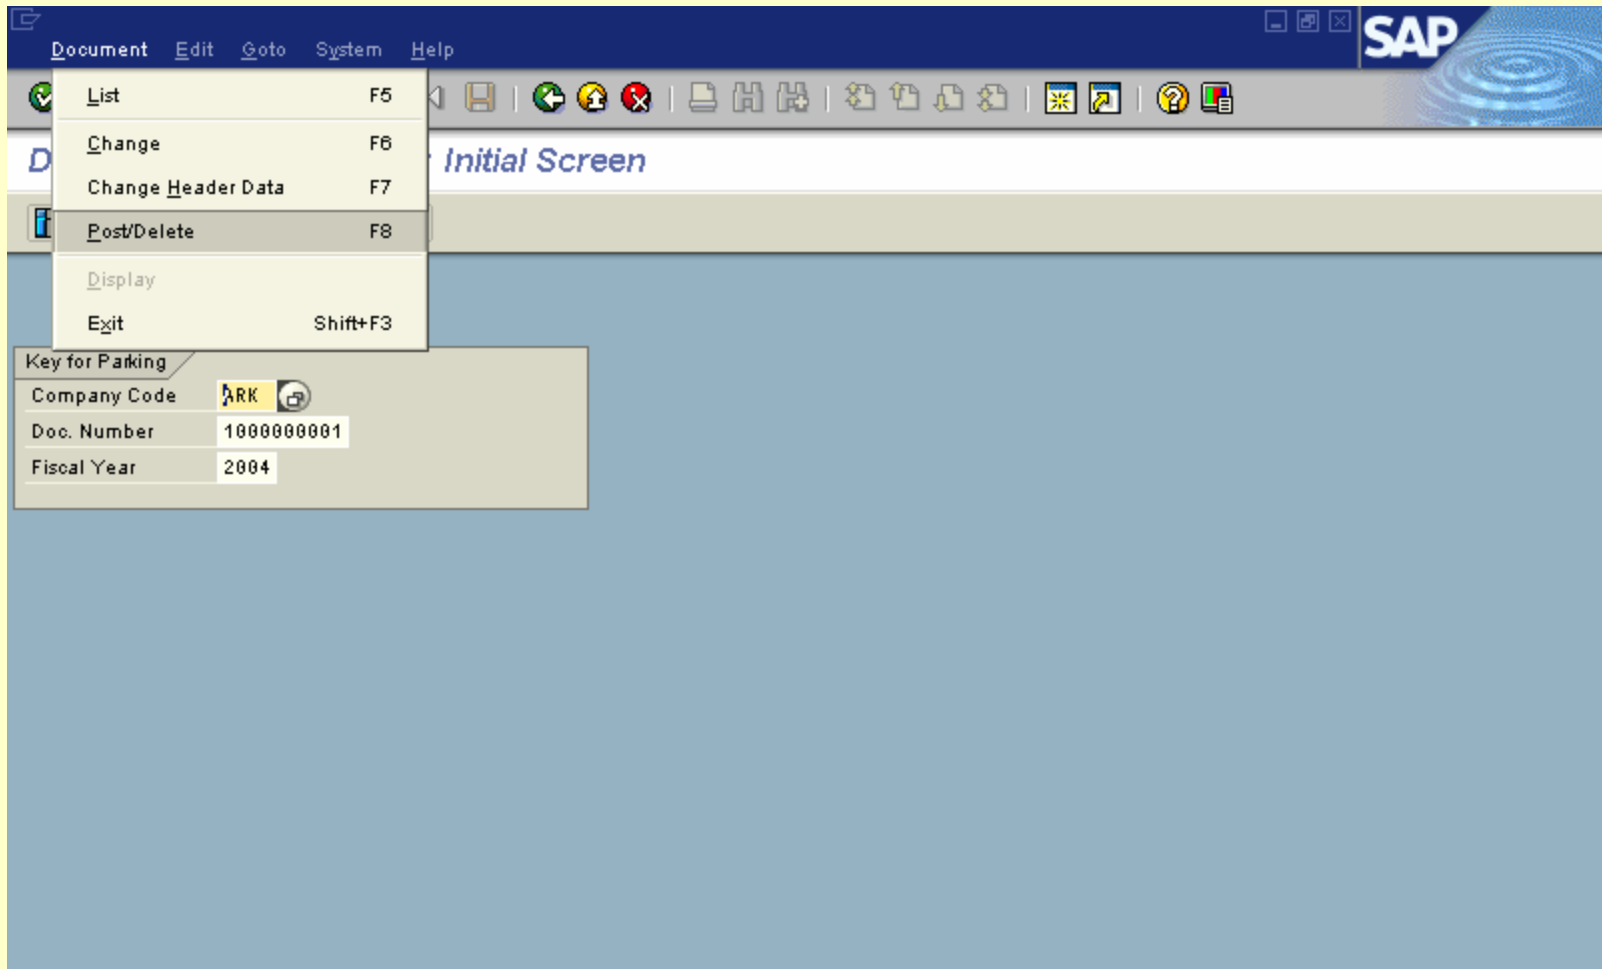 Document Edit Goto System Help
SAP
List F5
Change F6
Initial Screen
Change Header Data F7
Post/Delete F8
Display
Exit Shift+F3
Key for Parking
Company Code ARK
Doc. Number 1000000001
Fiscal Year 2004